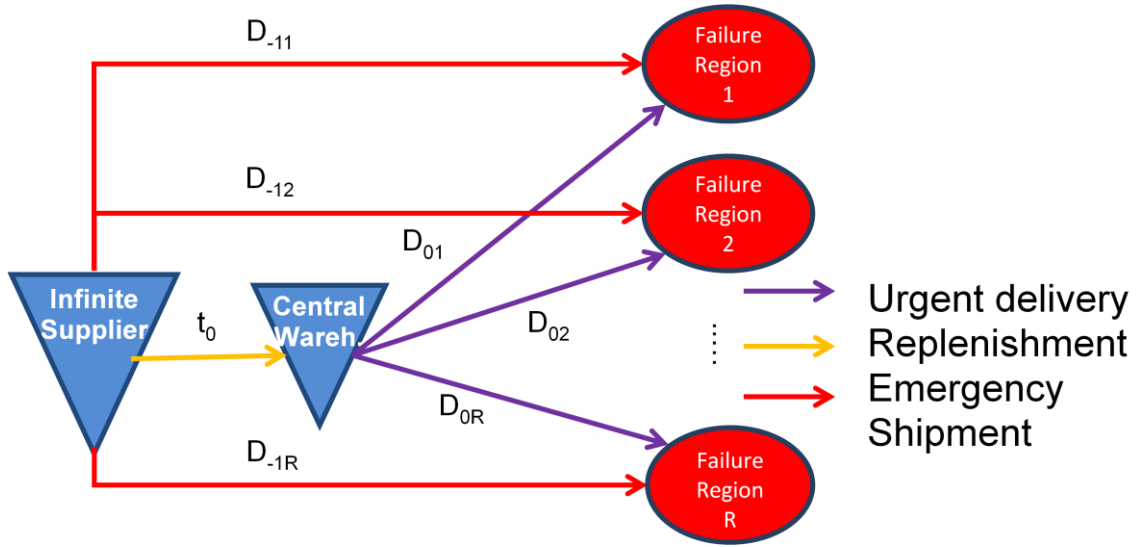 D₋₁₁
Failure
Region
1
D₋₁₂
Failure
Region
2
D₀₁
Infinite
Supplier
t₀
Central
Wareh.
D₀₂
D₀R
D₋₁R
Failure
Region
R
Urgent delivery
Replenishment
Emergency
Shipment